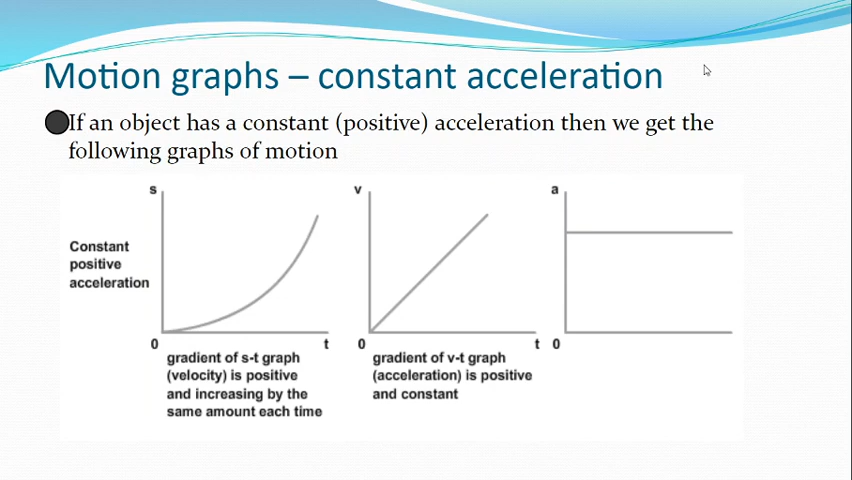 Motion graphs – constant acceleration
If an object has a constant (positive) acceleration then we get the
following graphs of motion
s
v
a
Constant
positive
acceleration
0
t
0
t
0
gradient of s-t graph
(velocity) is positive
and increasing by the
same amount each time
gradient of v-t graph
(acceleration) is positive
and constant